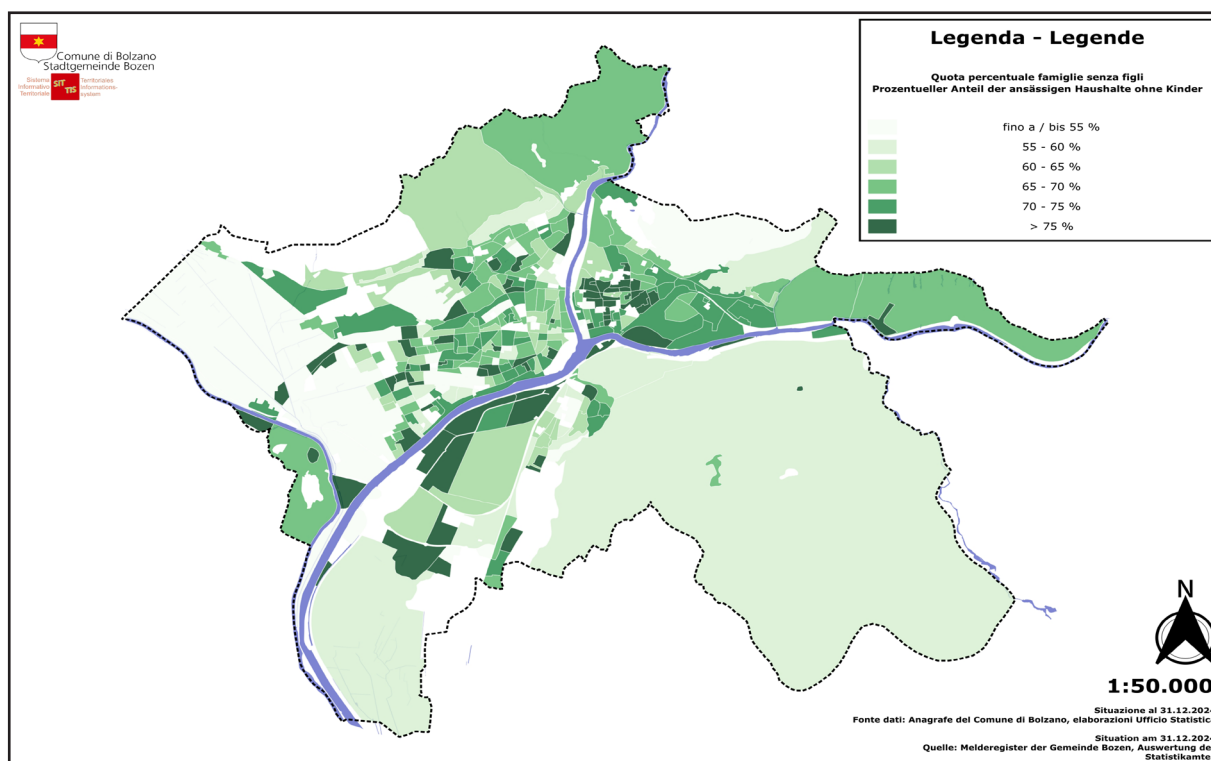 Comune di Bolzano
Stadtgemeinde Bozen
Sistema
Informativo
Territoriale
SIT
TIS
Territoriales
Informations-
system
Legenda - Legende
Quota percentuale famiglie senza figli
Prozentueller Anteil der ansässigen Haushalte ohne Kinder
fino a / bis 55 %
55 - 60 %
60 - 65 %
65 - 70 %
70 - 75 %
> 75 %
N
1:50.000
Situazione al 31.12.2024
Fonte dati: Anagrafe del Comune di Bolzano, elaborazioni Ufficio Statistic
Situation am 31.12.2024
Quelle: Melderegister der Gemeinde Bozen, Auswertung de
Statistikamte